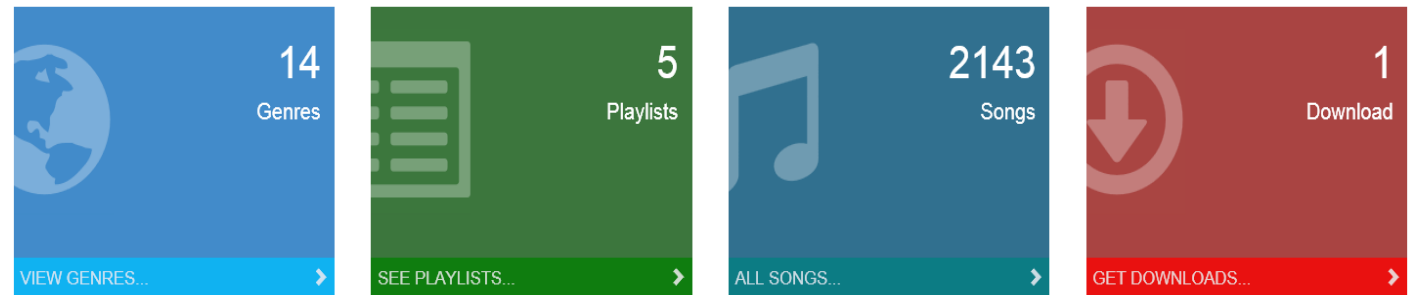 14
Genres
VIEW GENRES...
5
Playlists
SEE PLAYLISTS...
2143
Songs
ALL SONGS...
1
Download
GET DOWNLOADS...